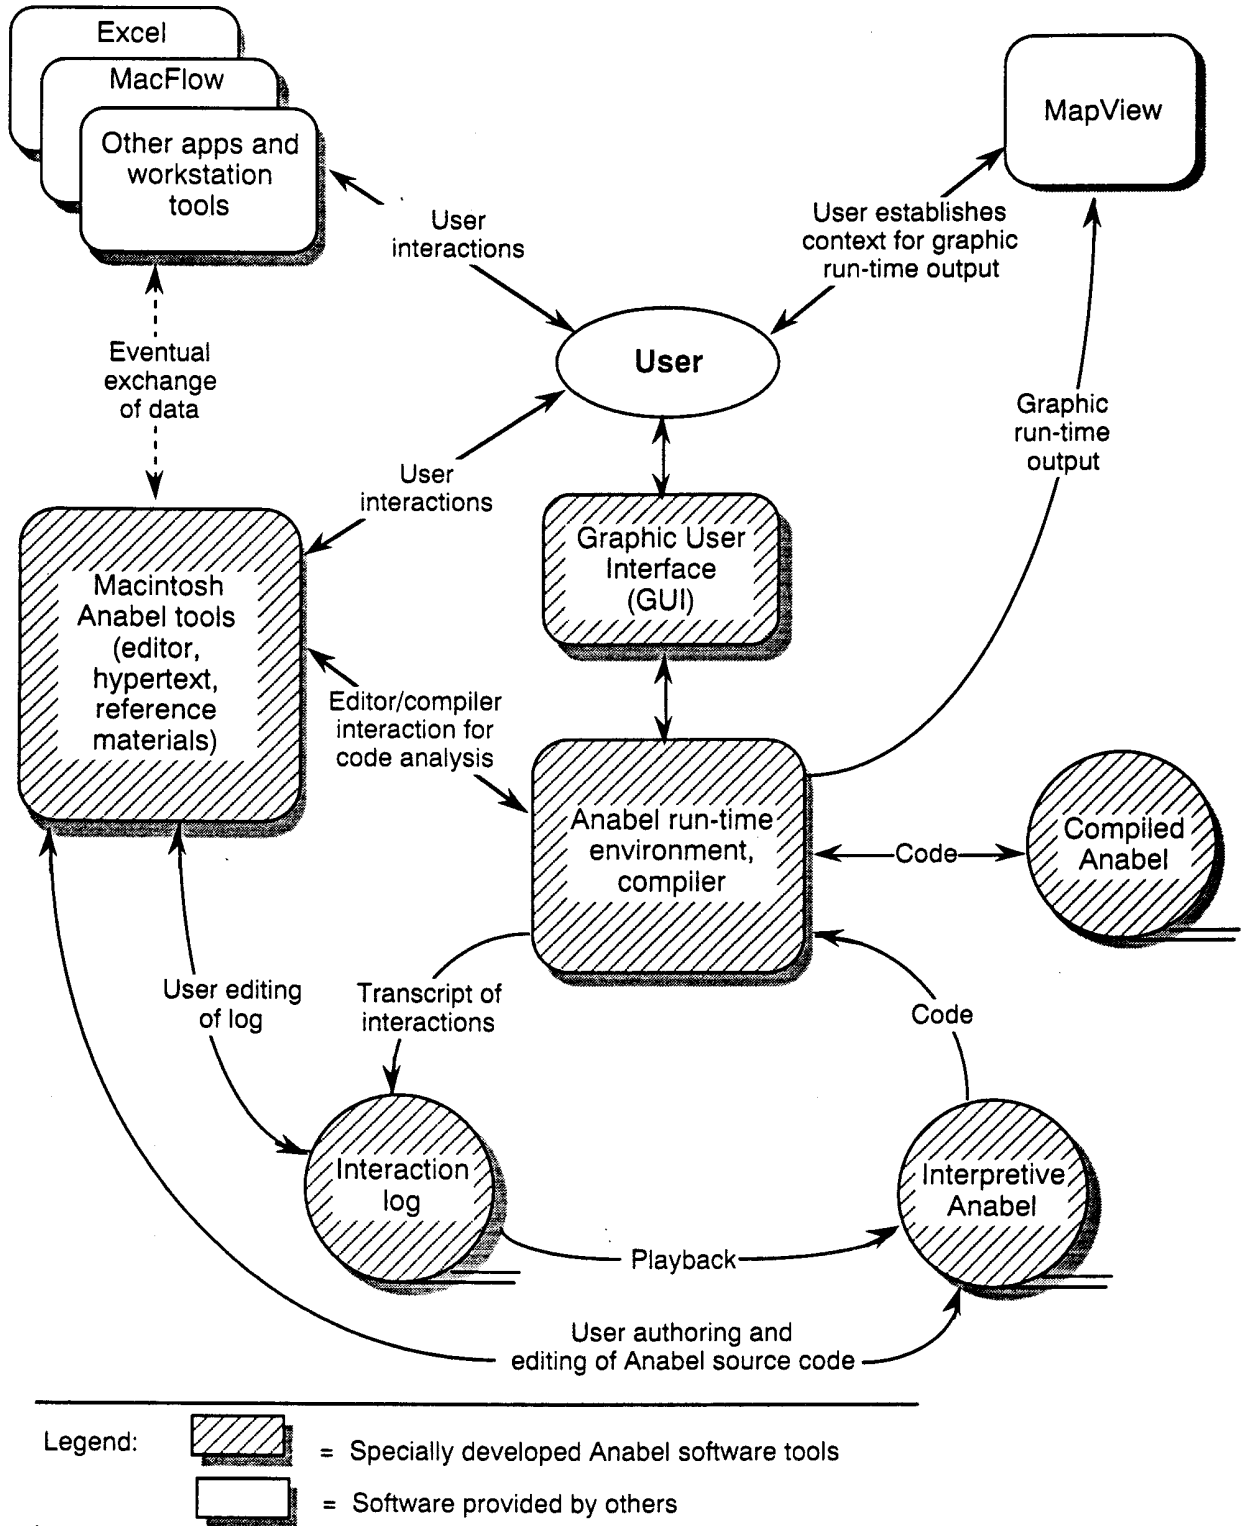 Excel
MacFlow
Other apps and
workstation
tools
MapView
User
interactions
User establishes
context for graphic
run-time output
Eventual
exchange
of data
User
Graphic
run-time
output
User
interactions
Graphic User
Interface
(GUI)
Macintosh
Anabel tools
(editor,
hypertext,
reference
materials)
Editor/compiler
interaction for
code analysis
Anabel run-time
environment,
compiler
Code
Compiled
Anabel
User editing
of log
Transcript of
interactions
Code
Interaction
log
Interpretive
Anabel
Playback
User authoring and
editing of Anabel source code
Legend:
= Specially developed Anabel software tools
= Software provided by others